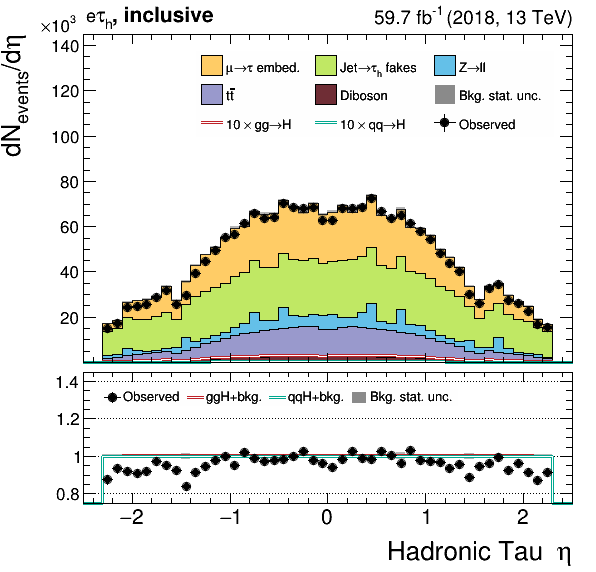 ×10³ eτₕ, inclusive 59.7 fb⁻¹ (2018, 13 TeV)
dN_events/dη
140
120
100
80
60
40
20
μ→τ embed. Jet→τₕ fakes Z→ll
tt̄ Diboson Bkg. stat. unc.
10 × gg→H 10 × qq→H Observed
1.4
1.2
1
0.8
Observed ggH+bkg. qqH+bkg. Bkg. stat. unc.
−2 −1 0 1 2
Hadronic Tau η